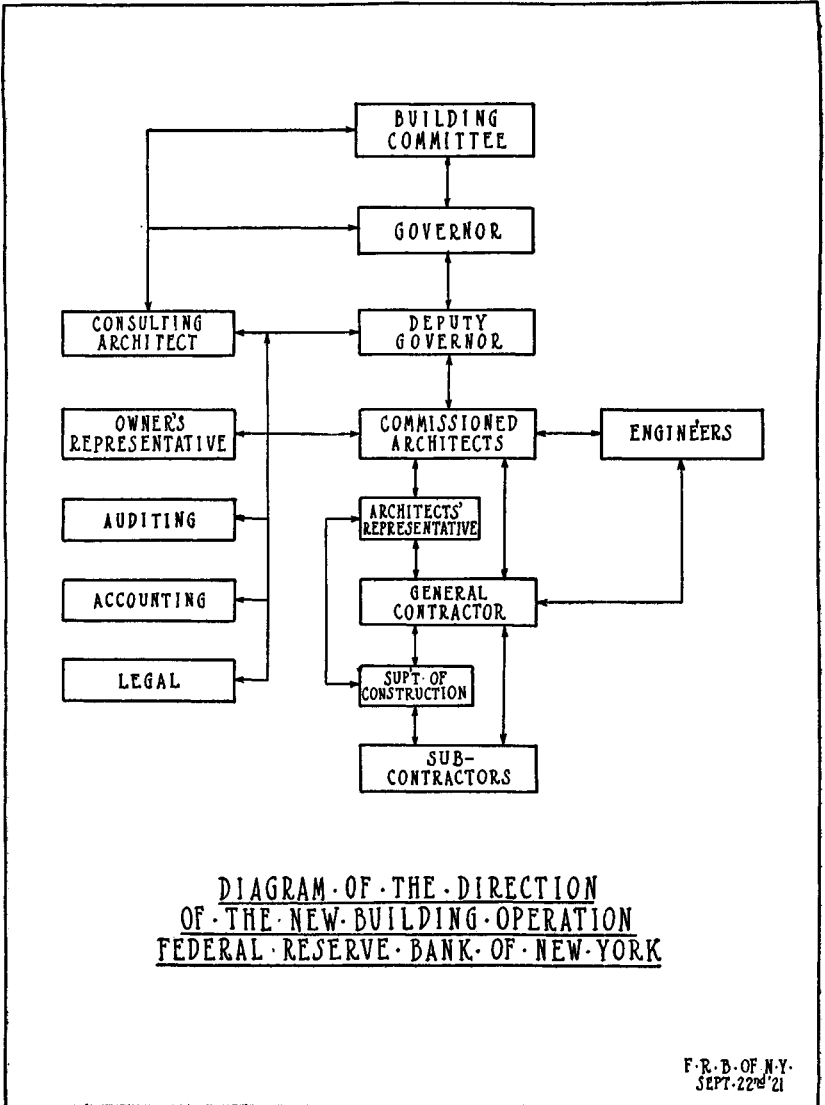 BUILDING
COMMITTEE
GOVERNOR
CONSULTING
ARCHITECT
DEPUTY
GOVERNOR
OWNER'S
REPRESENTATIVE
COMMISSIONED
ARCHITECTS
ENGINEERS
AUDITING
ARCHITECTS'
REPRESENTATIVE
ACCOUNTING
GENERAL
CONTRACTOR
LEGAL
SUP'T. OF
CONSTRUCTION
SUB-
CONTRACTORS
DIAGRAM·OF·THE·DIRECTION
OF·THE·NEW·BUILDING·OPERATION
FEDERAL·RESERVE·BANK·OF·NEW·YORK
F·R·B·OF N·Y·
SEPT·22nd '21